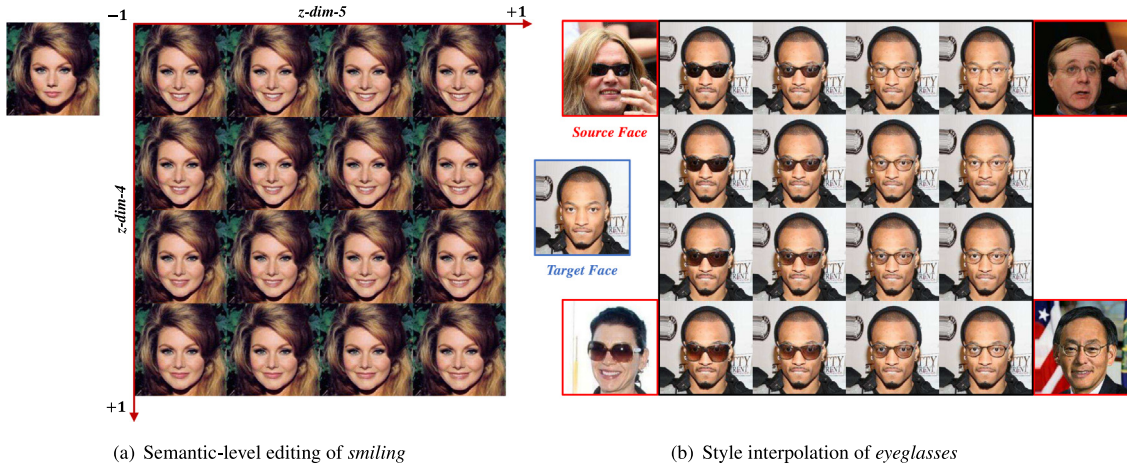 −1
z-dim-5
+1
z-dim-4
+1
Source Face
Target Face
(a) Semantic-level editing of smiling
(b) Style interpolation of eyeglasses